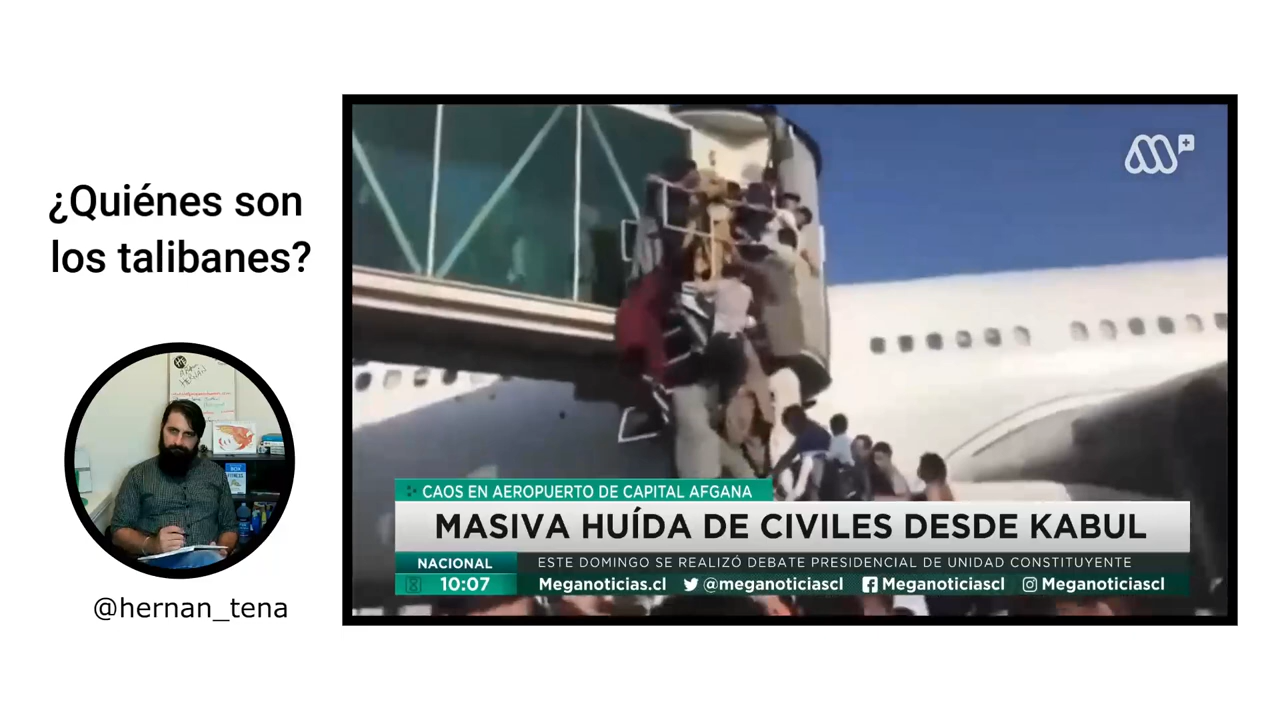 ¿Quiénes son
los talibanes?
@hernan_tena
CAOS EN AEROPUERTO DE CAPITAL AFGANA
MASIVA HUÍDA DE CIVILES DESDE KABUL
NACIONAL
ESTE DOMINGO SE REALIZÓ DEBATE PRESIDENCIAL DE UNIDAD CONSTITUYENTE
10:07
Meganoticias.cl @meganoticiascl Meganoticiascl Meganoticiascl